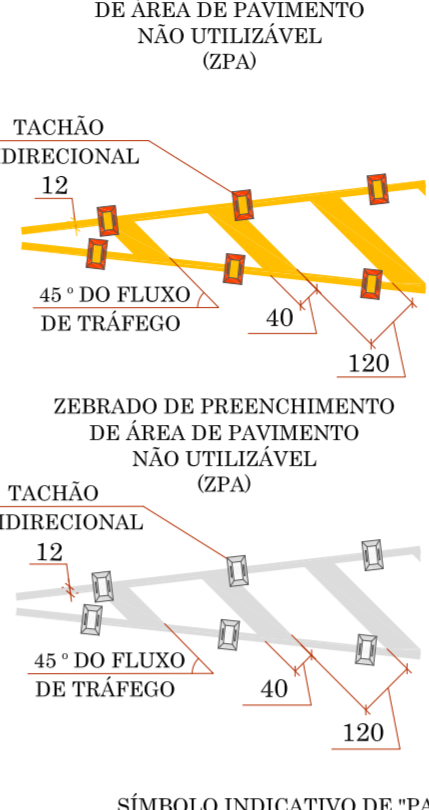 DE ÁREA DE PAVIMENTO
NÃO UTILIZÁVEL
(ZPA)
TACHÃO
IDIRECIONAL
12
45 º DO FLUXO
DE TRÁFEGO
40
120
ZEBRADO DE PREENCHIMENTO
DE ÁREA DE PAVIMENTO
NÃO UTILIZÁVEL
(ZPA)
TACHÃO
IDIRECIONAL
12
45 º DO FLUXO
DE TRÁFEGO
40
120
SÍMBOLO INDICATIVO DE "PA